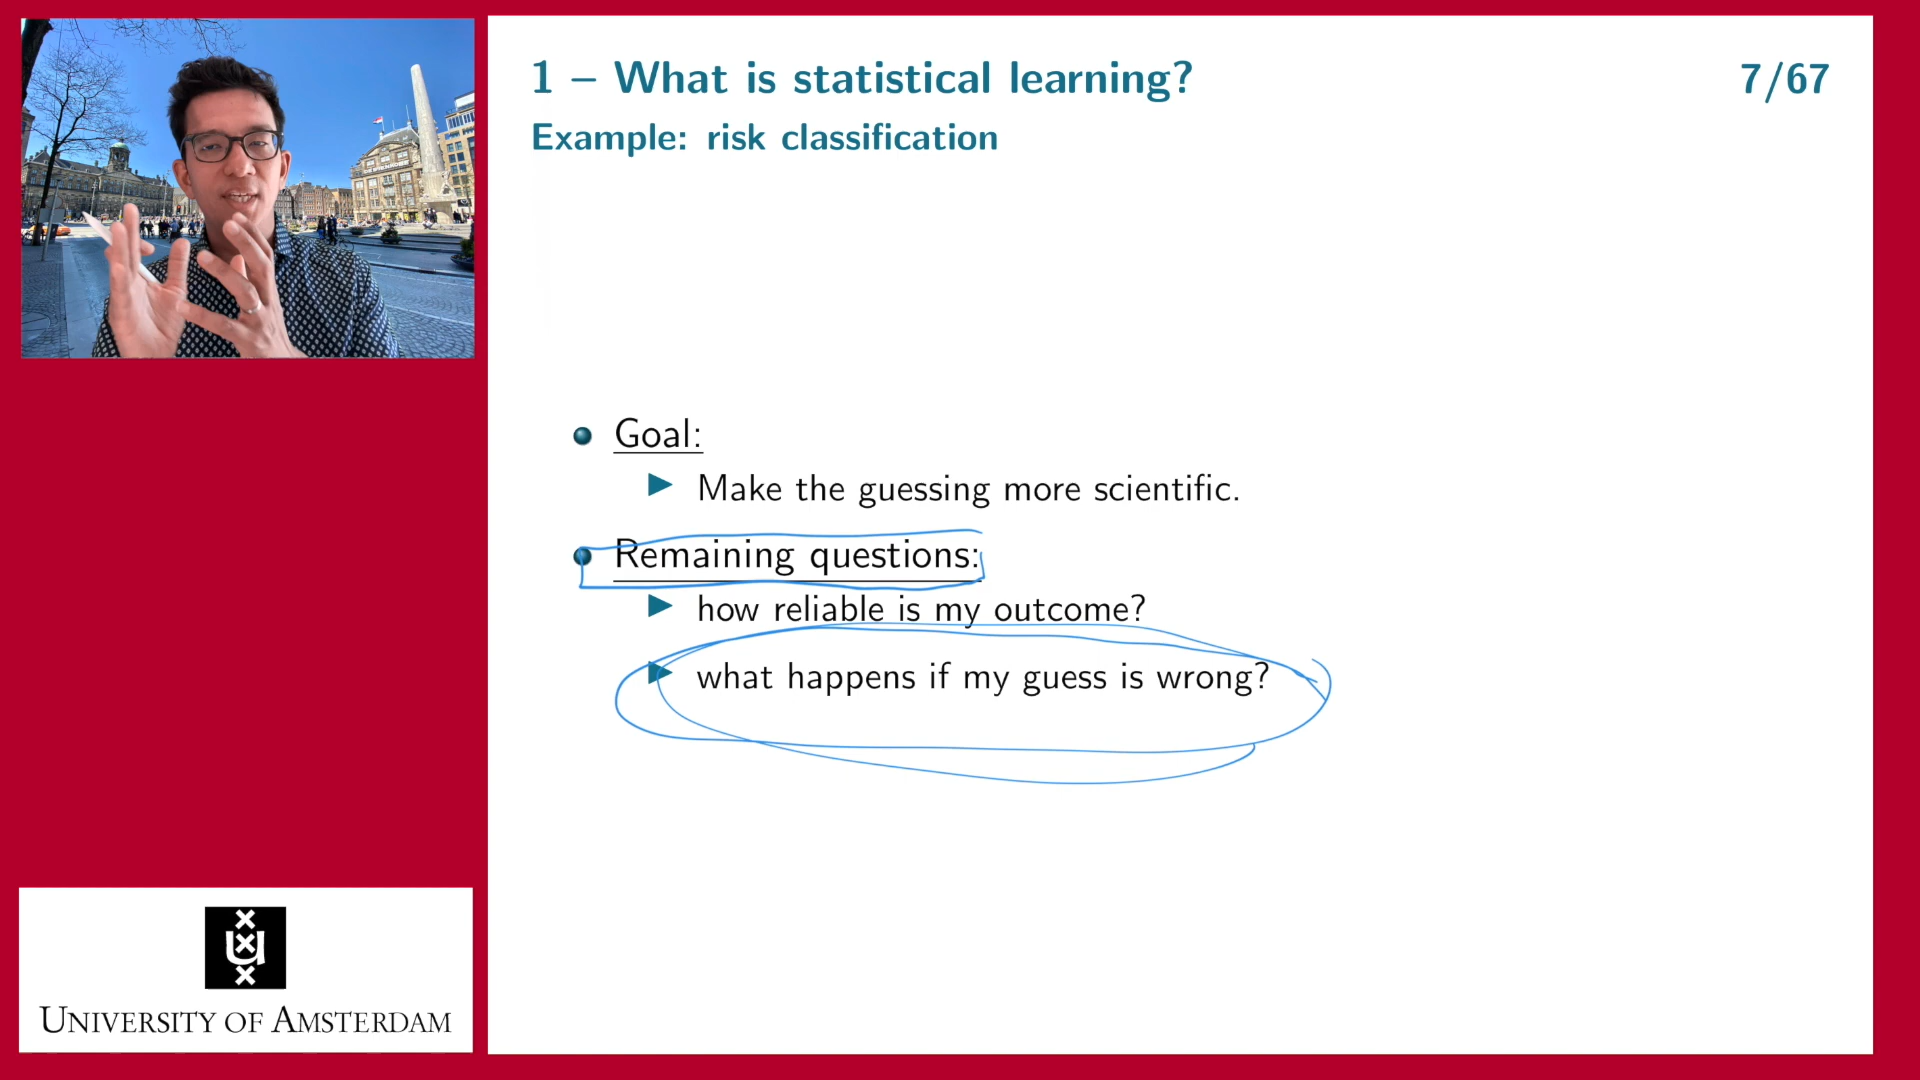 1 – What is statistical learning?
7/67
Example: risk classification
Goal:
Make the guessing more scientific.
Remaining questions:
how reliable is my outcome?
what happens if my guess is wrong?
u
UNIVERSITY OF AMSTERDAM